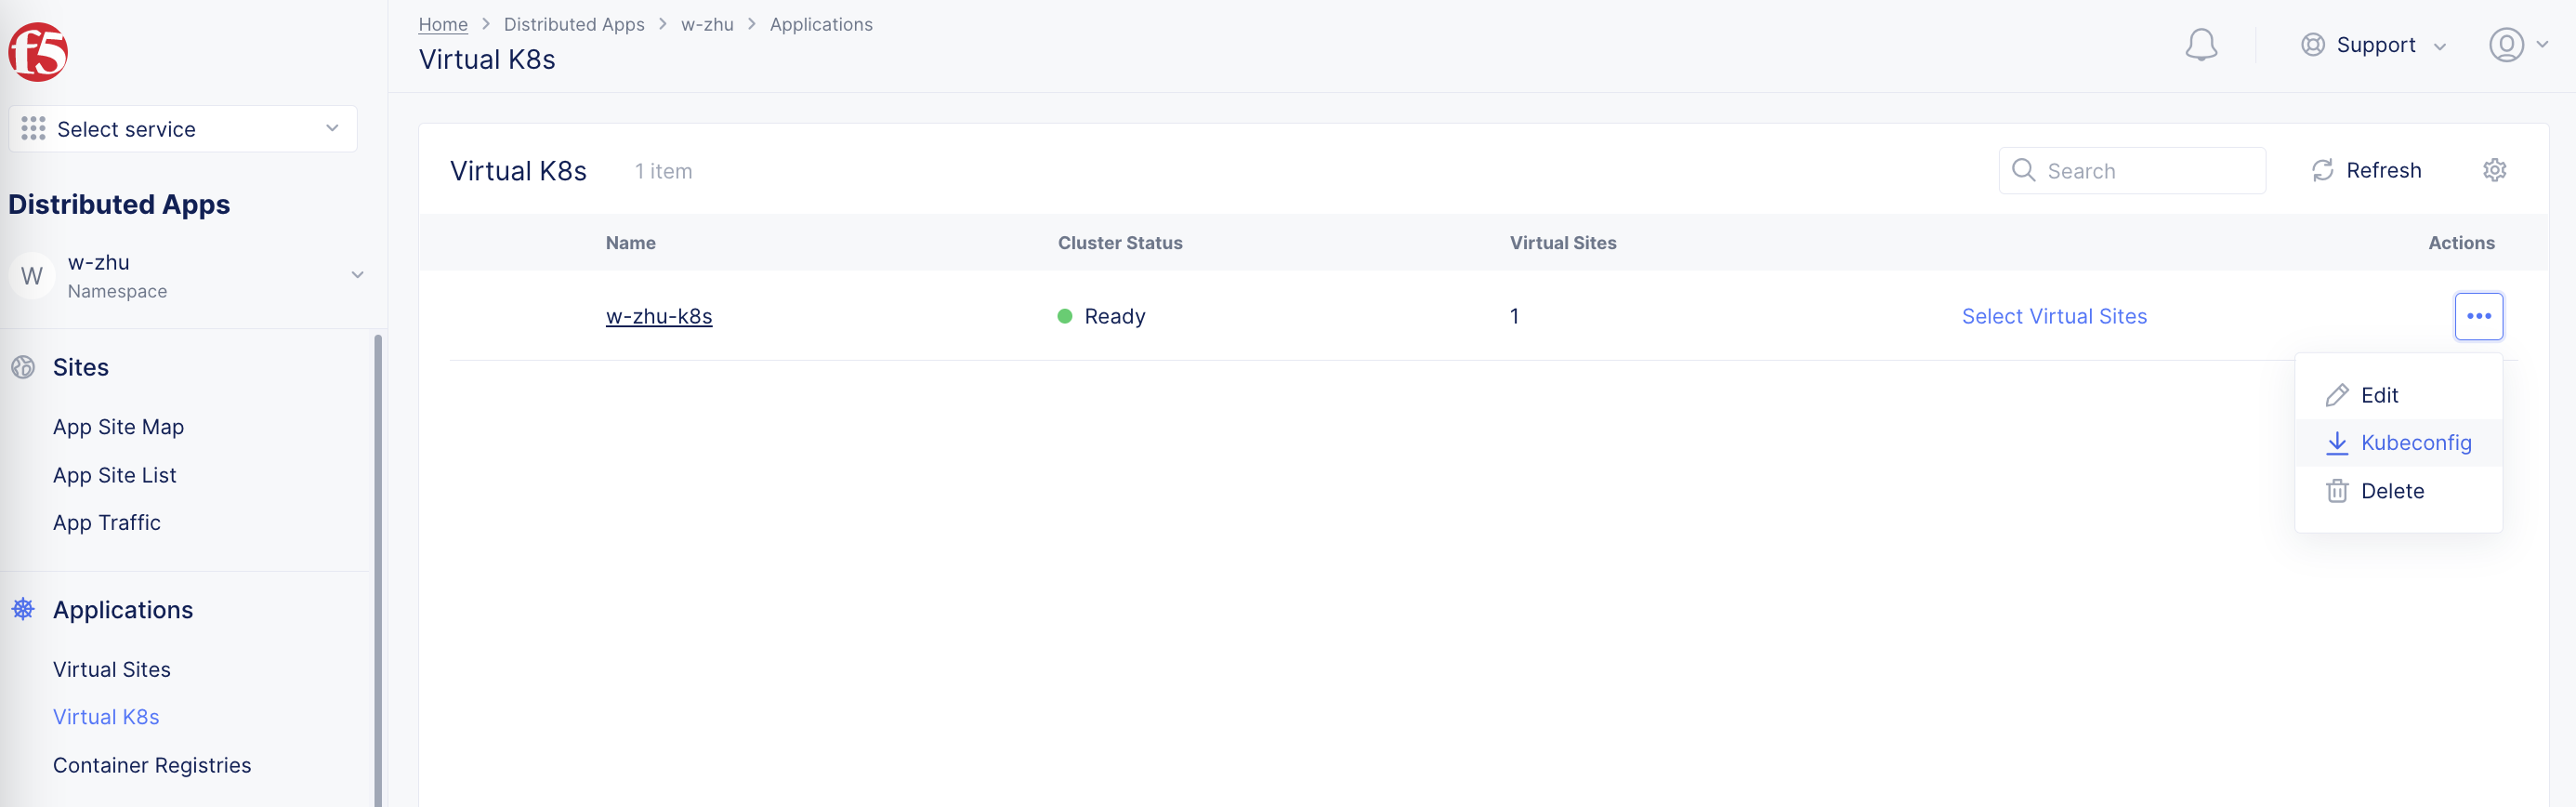 f5
Select service
Distributed Apps
W
w-zhu
Namespace
Sites
App Site Map
App Site List
App Traffic
Applications
Virtual Sites
Virtual K8s
Container Registries
Home > Distributed Apps > w-zhu > Applications
Virtual K8s
Support
Virtual K8s 1 item
Search
Refresh
Name Cluster Status Virtual Sites Actions
w-zhu-k8s Ready 1 Select Virtual Sites
Edit
Kubeconfig
Delete